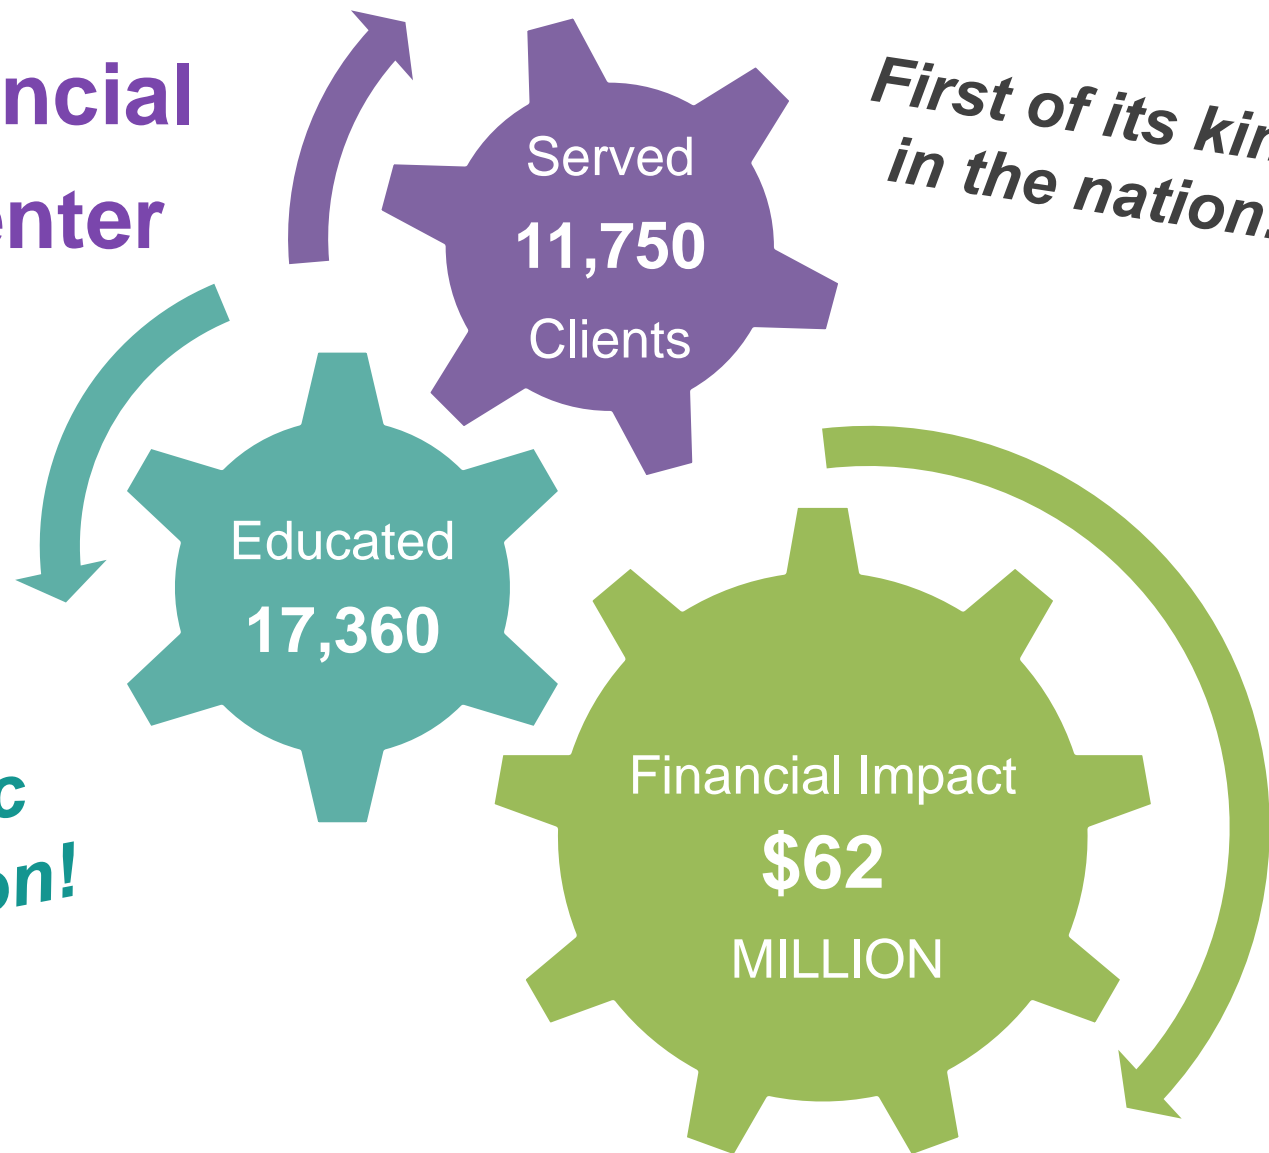 ncial
enter
First of its kin
in the nation.
Served
11,750
Clients
Educated
17,360
Financial Impact
$62
MILLION
c
on!